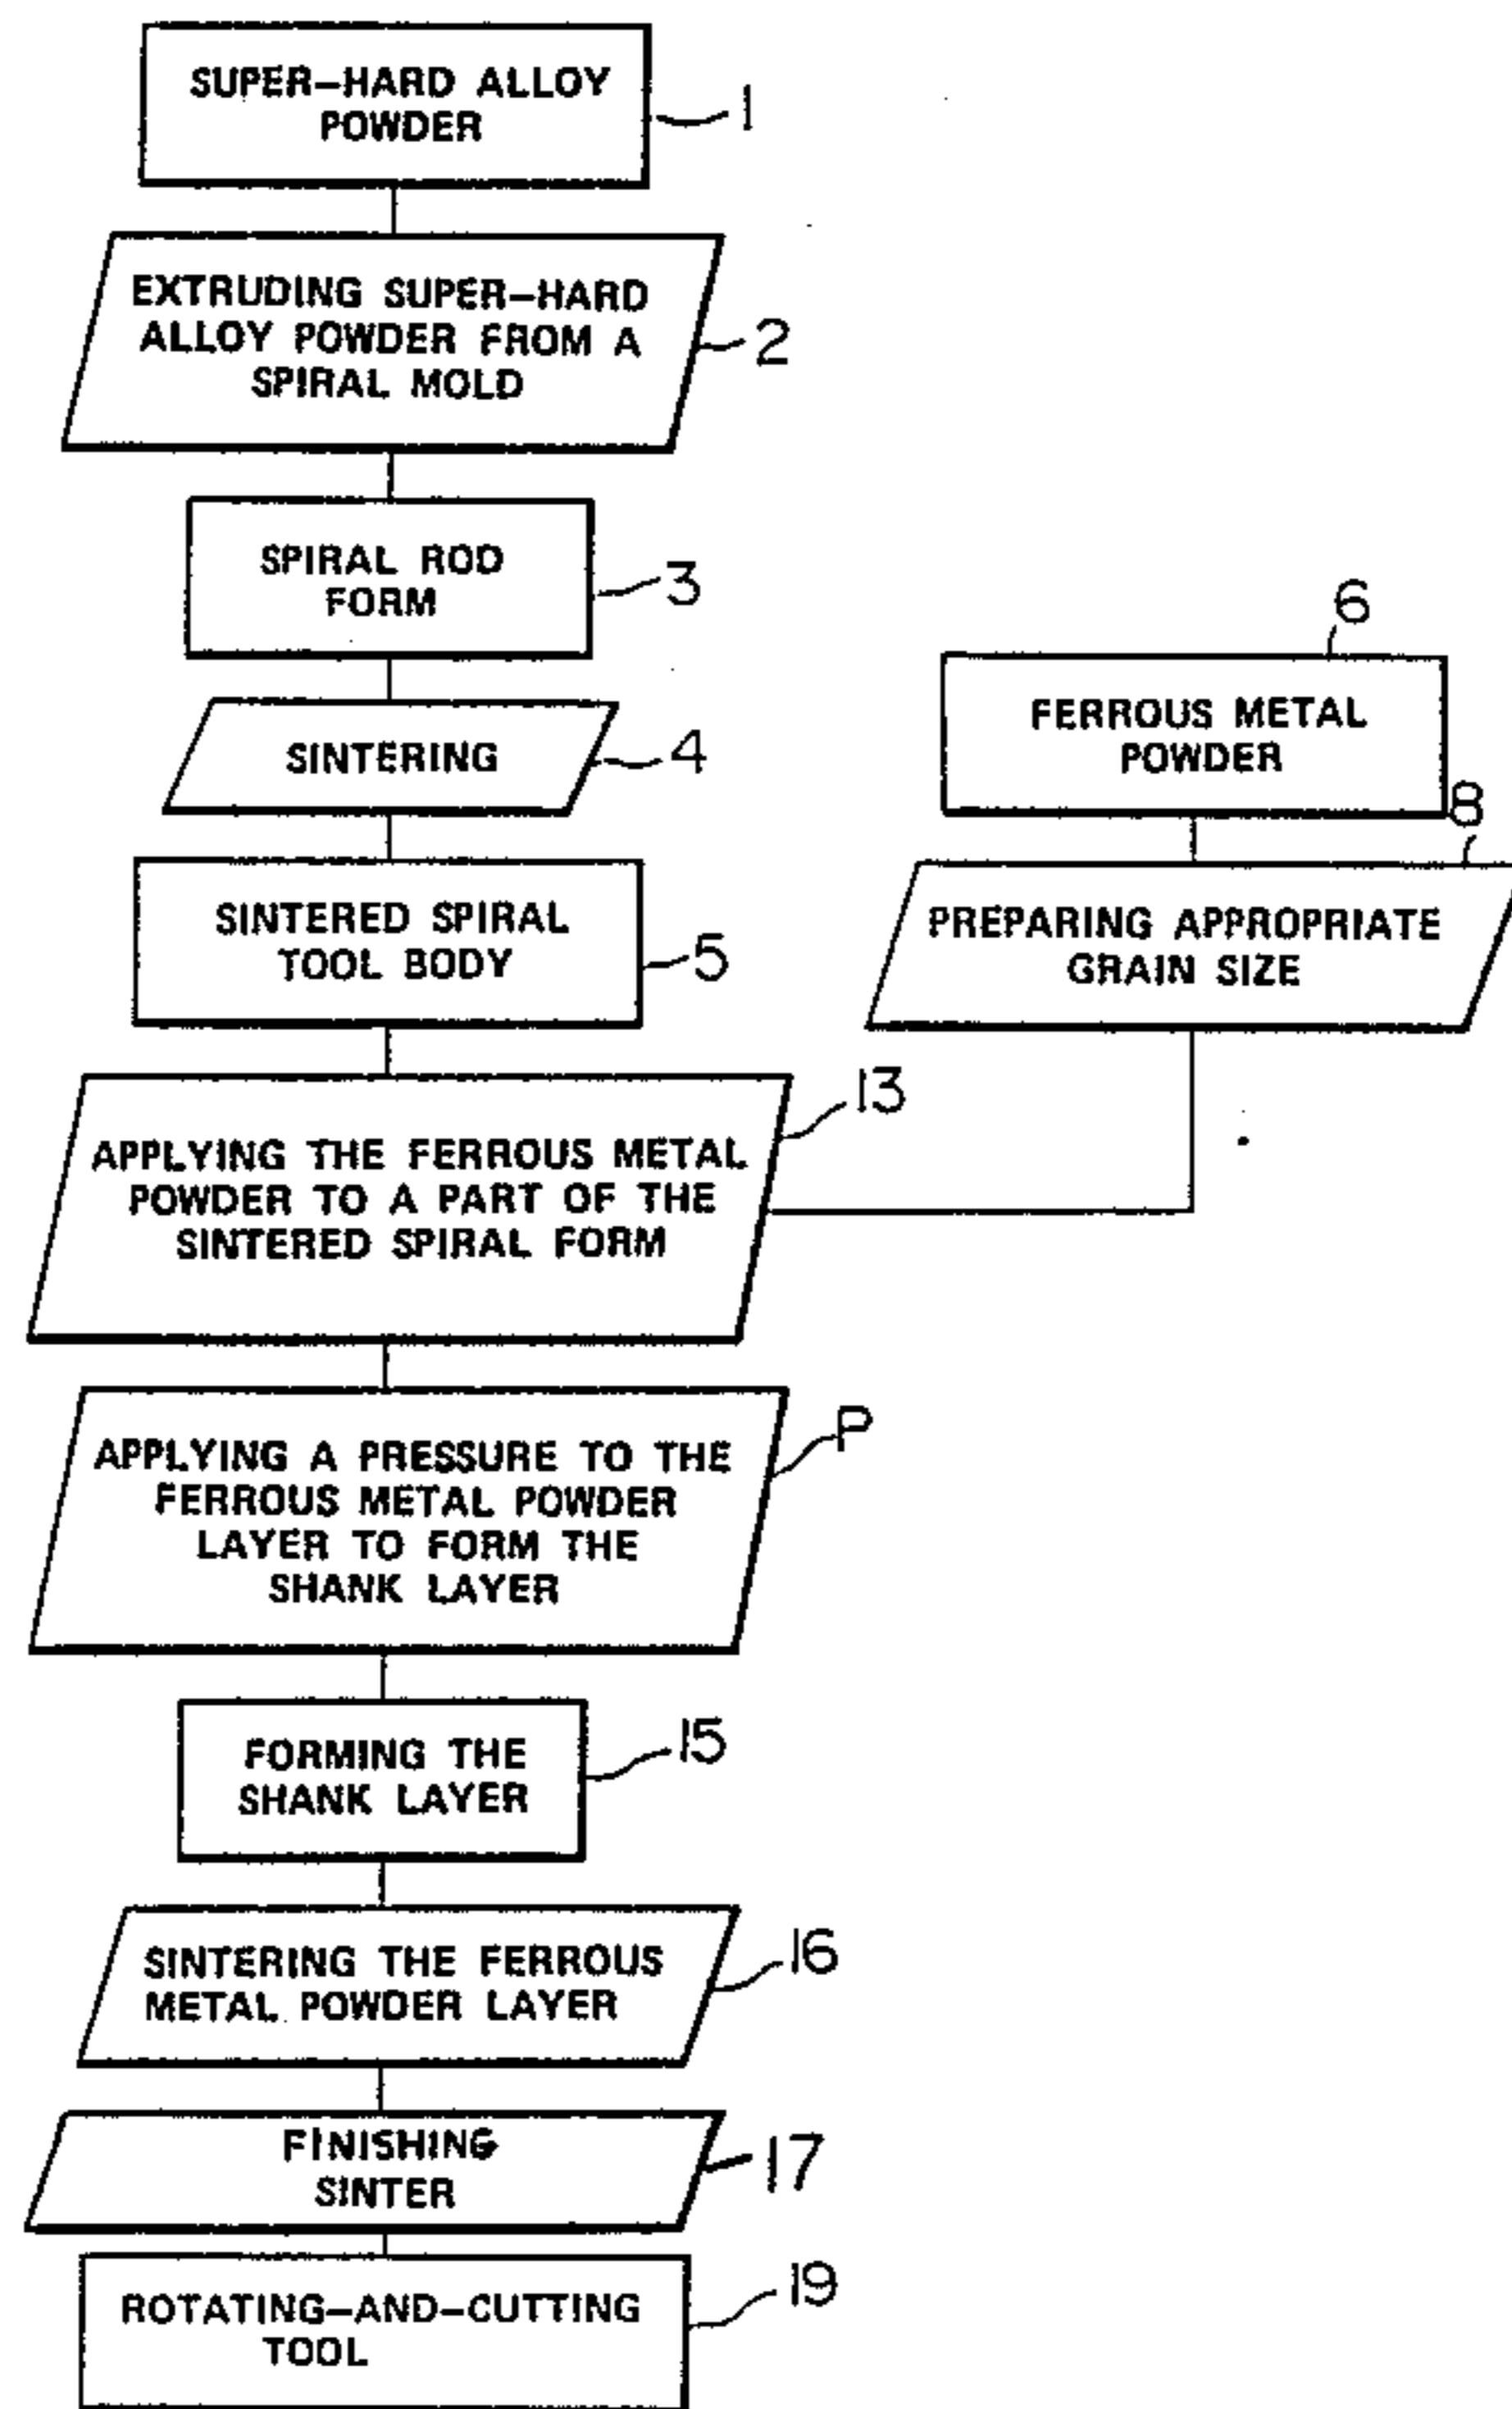 SUPER-HARD ALLOY
POWDER
1
EXTRUDING SUPER-HARD
ALLOY POWDER FROM A
SPIRAL MOLD
2
SPIRAL ROD
FORM
3
SINTERING
4
SINTERED SPIRAL
TOOL BODY
5
6
FERROUS METAL
POWDER
8
PREPARING APPROPRIATE
GRAIN SIZE
13
APPLYING THE FERROUS METAL
POWDER TO A PART OF THE
SINTERED SPIRAL FORM
P
APPLYING A PRESSURE TO THE
FERROUS METAL POWDER
LAYER TO FORM THE
SHANK LAYER
FORMING THE
SHANK LAYER
15
SINTERING THE FERROUS
METAL POWDER LAYER
16
FINISHING
SINTER
17
ROTATING-AND-CUTTING
TOOL
19